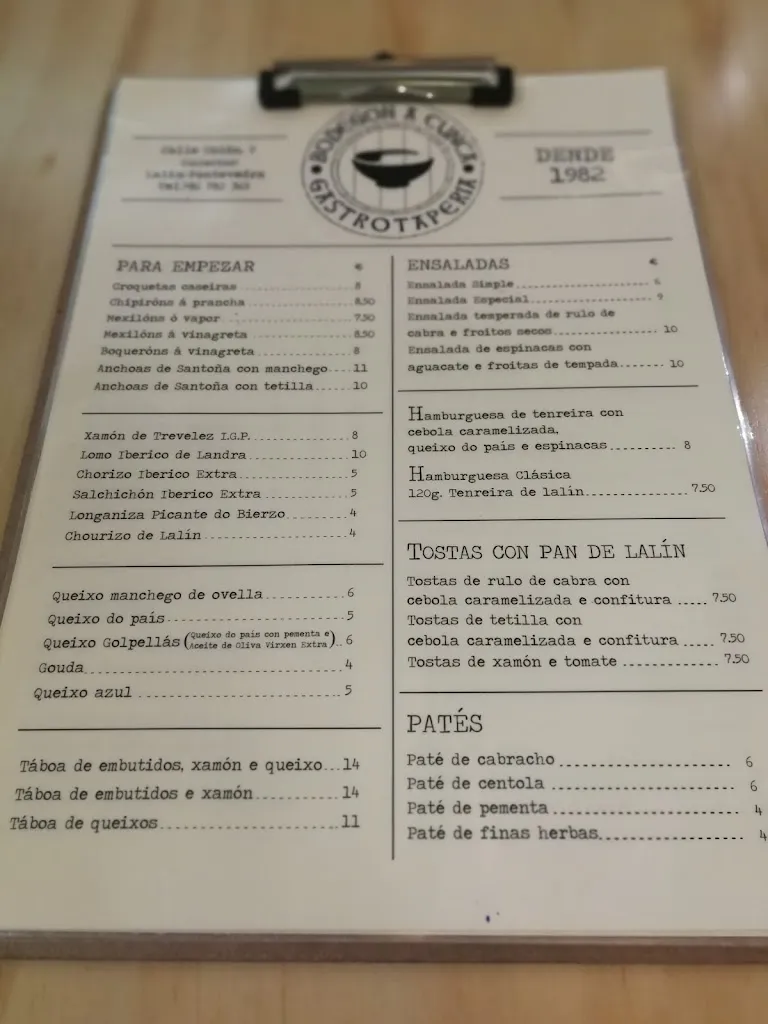 BODEGÓN A CUNCA
GASTROTAPERIA
DENDE
1982
PARA EMPEZAR €
Croquetas caseiras 8
Chipiróns á prancha 8,50
Mexilóns ó vapor 7,50
Mexilóns á vinagreta 8,50
Boqueróns á vinagreta 8
Anchoas de Santoña con manchego 11
Anchoas de Santoña con tetilla 10
Xamón de Trevelez I.G.P. 8
Lomo Iberico de Landra 10
Chorizo Iberico Extra 5
Salchichón Iberico Extra 5
Longaniza Picante do Bierzo 4
Chourizo de Lalín 4
Queixo manchego de ovella 6
Queixo do país 5
Queixo Golpellás (Queixo do país con pementa e
Aceite de Oliva Virxen Extra) 6
Gouda 4
Queixo azul 5
Táboa de embutidos, xamón e queixo 14
Táboa de embutidos e xamón 14
Táboa de queixos 11
ENSALADAS €
Ensalada Simple 6
Ensalada Especial 9
Ensalada temperada de rulo de
cabra e froitos secos 10
Ensalada de espinacas con
aguacate e froitas de tempada 10
Hamburguesa de tenreira con
cebola caramelizada,
queixo do país e espinacas 8
Hamburguesa Clásica
120g. Tenreira de lalín 7,50
TOSTAS CON PAN DE LALÍN
Tostas de rulo de cabra con
cebola caramelizada e confitura 7,50
Tostas de tetilla con
cebola caramelizada e confitura 7,50
Tostas de xamón e tomate 7,50
PATÉS
Paté de cabracho 6
Paté de centola 6
Paté de pementa 4
Paté de finas herbas 4